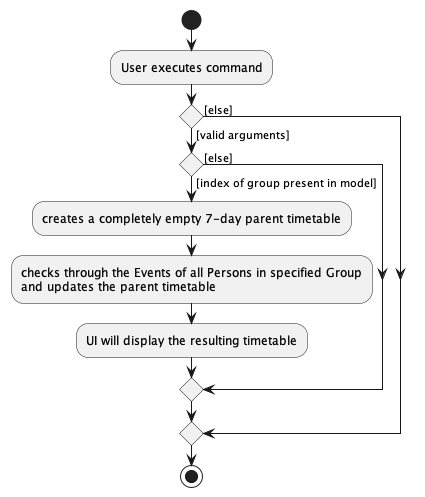 User executes command
[else]
[valid arguments]
[else]
[index of group present in model]
creates a completely empty 7-day parent timetable
checks through the Events of all Persons in specified Group
and updates the parent timetable
UI will display the resulting timetable